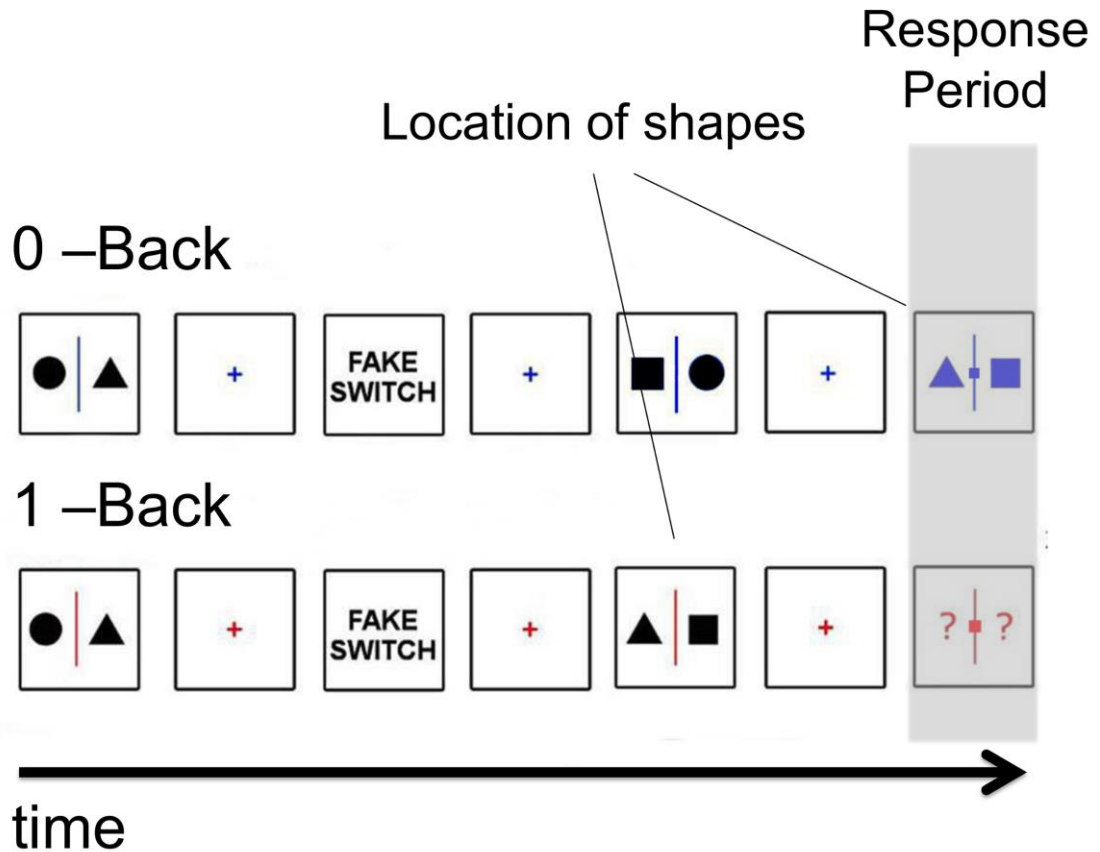 Response
Period
Location of shapes
0 –Back
FAKE
SWITCH
1 –Back
FAKE
SWITCH
? ?
time